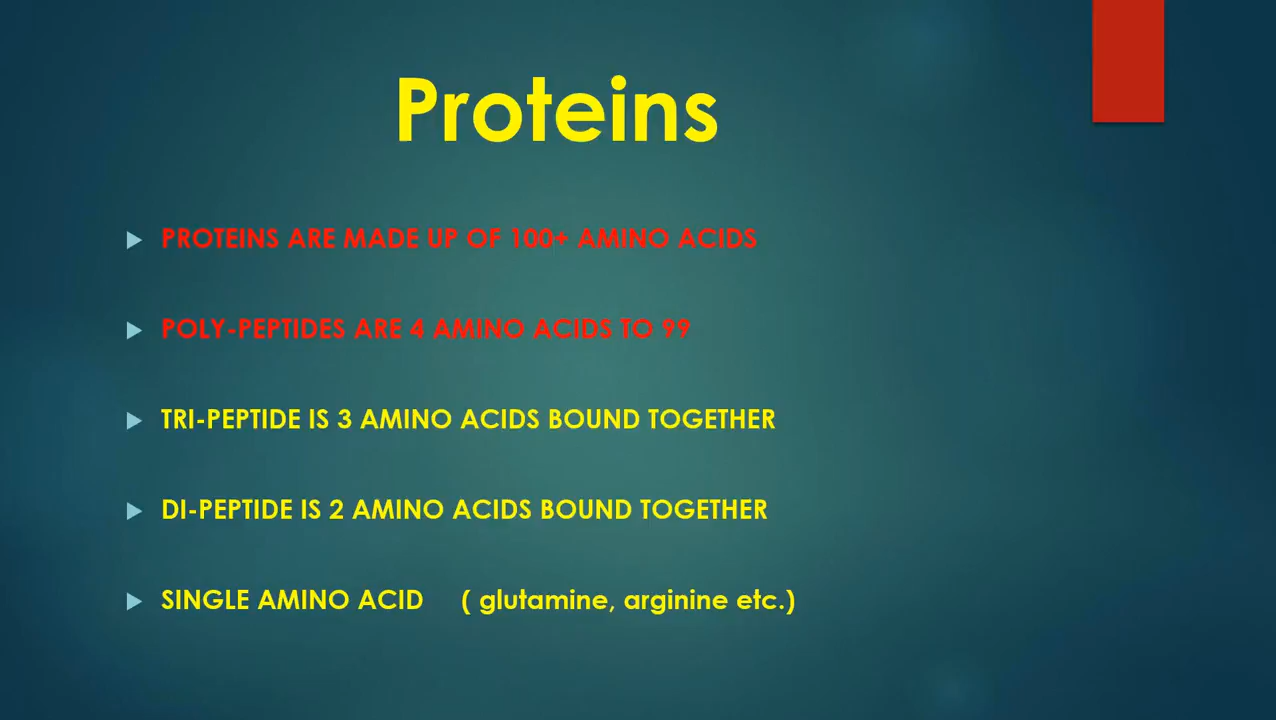 Proteins
PROTEINS ARE MADE UP OF 100+ AMINO ACIDS
POLY-PEPTIDES ARE 4 AMINO ACIDS TO 99
TRI-PEPTIDE IS 3 AMINO ACIDS BOUND TOGETHER
DI-PEPTIDE IS 2 AMINO ACIDS BOUND TOGETHER
SINGLE AMINO ACID ( glutamine, arginine etc.)